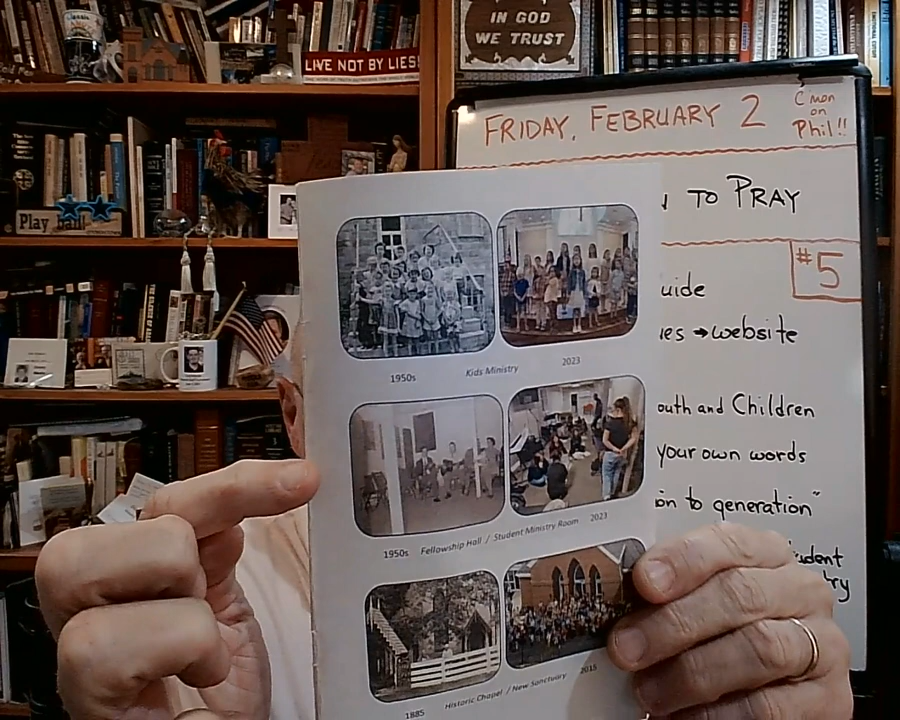 IN GOD
WE TRUST
LIVE NOT BY LIES!
Play Ball
FRIDAY, FEBRUARY 2
C'mon
on
Phil!!
TO PRAY
#5
uide
es → website
outh and Children
your own words
on to generation"
udent
ry
1950s Kids Ministry 2023
1950s Fellowship Hall / Student Ministry Room 2023
1885 Historic Chapel / New Sanctuary 2015